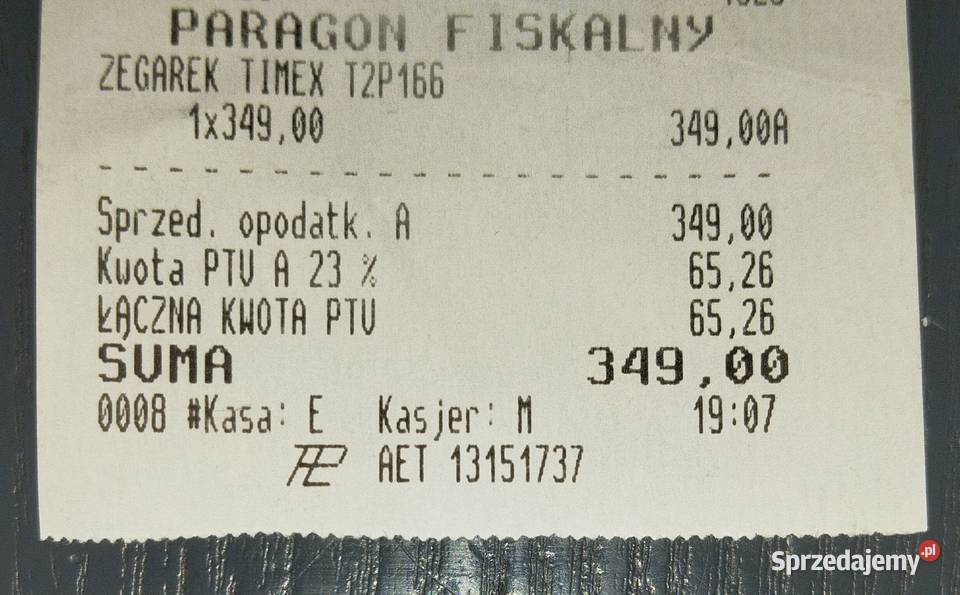 PARAGON FISKALNY
ZEGAREK TIMEX T2P166
1x349,00 349,00A
Sprzed. opodatk. A 349,00
Kwota PTU A 23 % 65,26
ŁĄCZNA KWOTA PTU 65,26
SUMA 349,00
0008 #Kasa: E Kasjer: M 19:07
AET 13151737
Sprzedajemy.pl